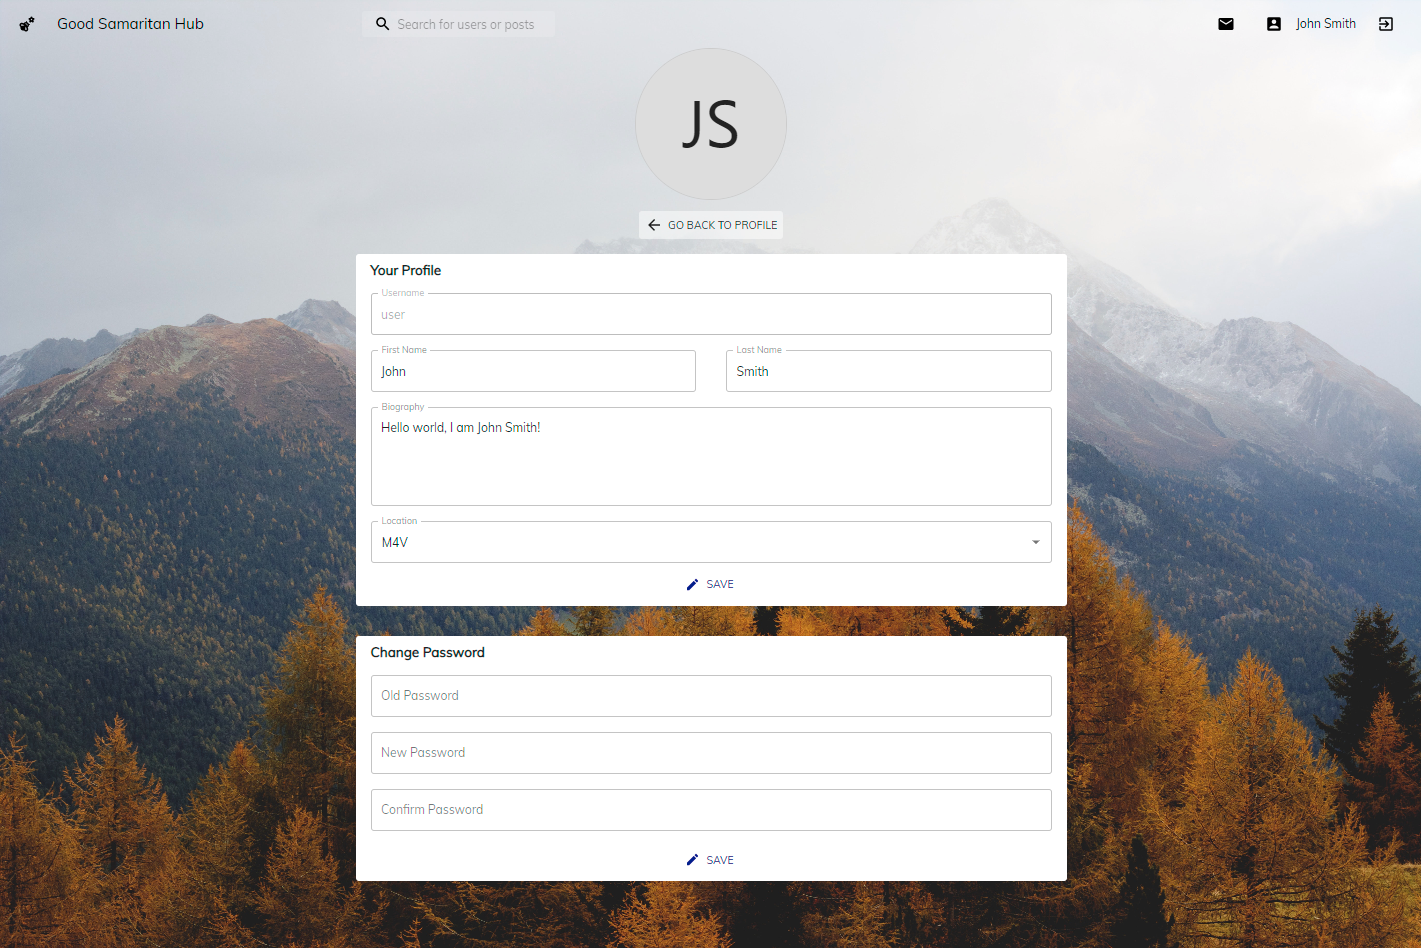 Good Samaritan Hub
Search for users or posts
John Smith
JS
GO BACK TO PROFILE
Your Profile
Username
user
First Name
Last Name
John
Smith
Biography
Hello world, I am John Smith!
Location
M4V
SAVE
Change Password
Old Password
New Password
Confirm Password
SAVE